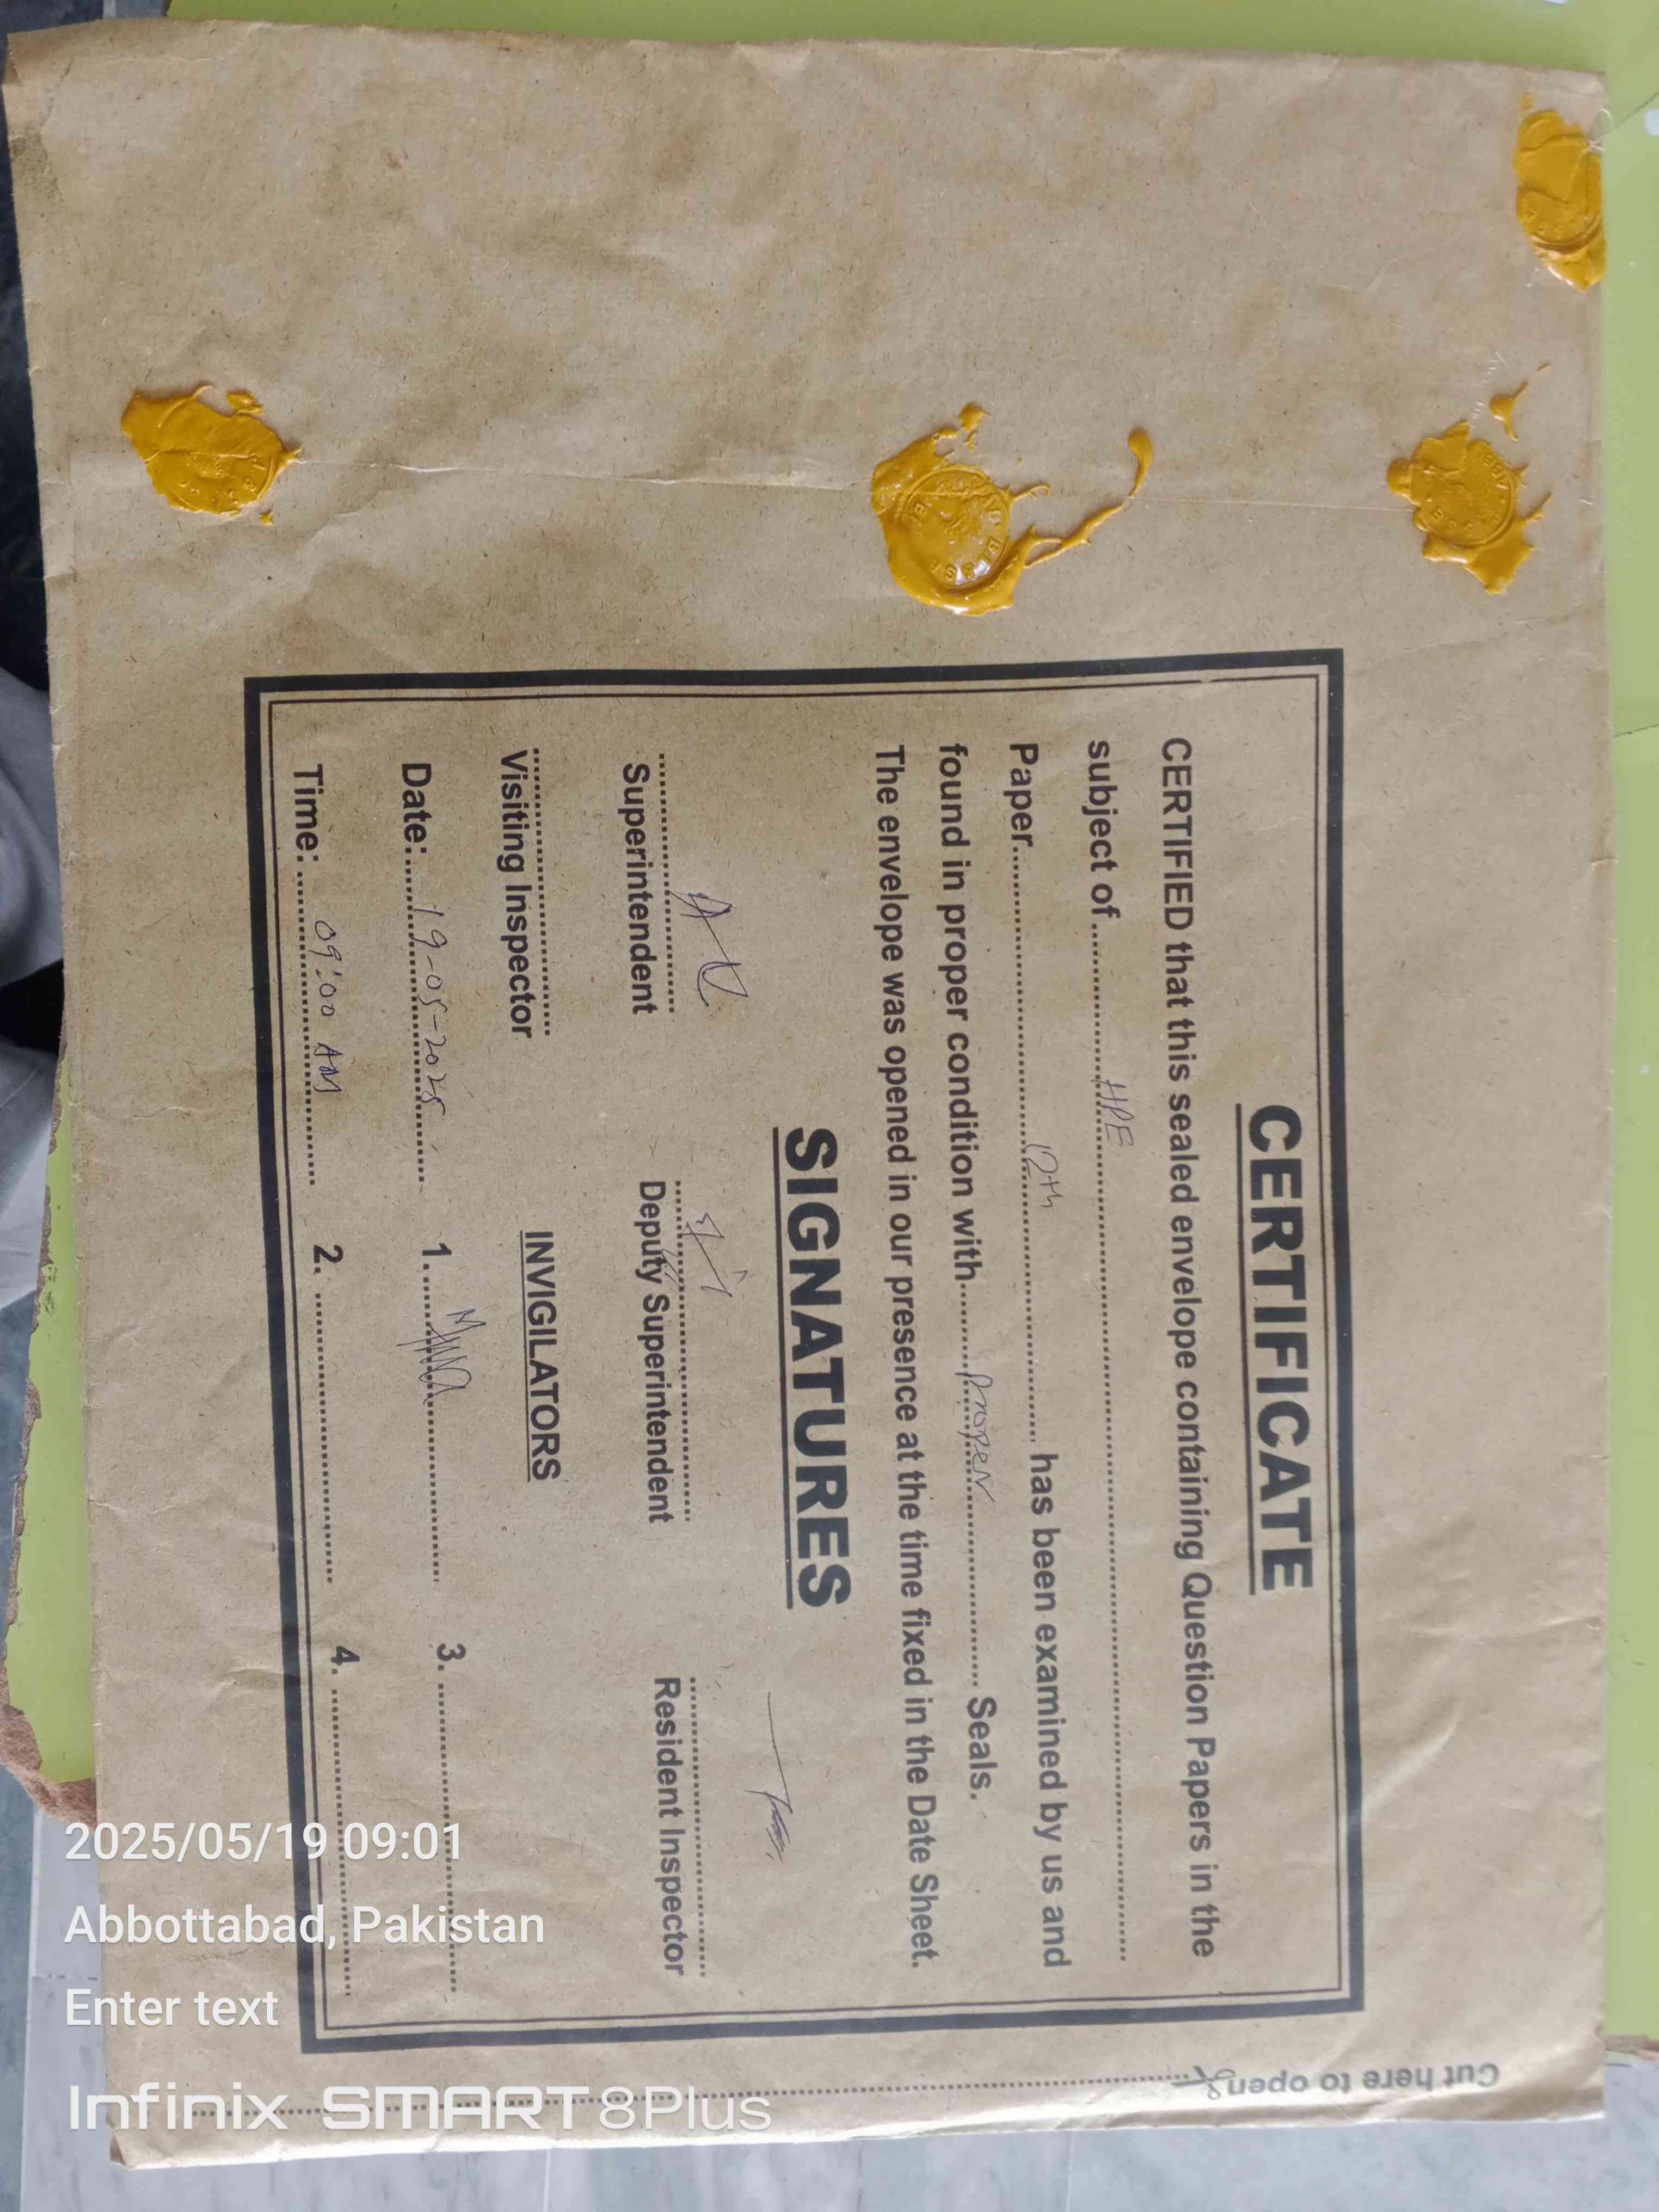 CERTIFICATE
CERTIFIED that this sealed envelope containing Question Papers in the
subject of HPE
Paper 12th has been examined by us and
found in proper condition with proper Seals.
The envelope was opened in our presence at the time fixed in the Date Sheet.
SIGNATURES
Superintendent Deputy Superintendent Resident Inspector
Visiting Inspector
INVIGILATORS
Date: 19-05-2025 1. 3.
Time: 09:00 AM 2. 4.
Cut here to open
2025/05/19 09:01
Abbottabad, Pakistan
Enter text
Infinix SMART 8Plus